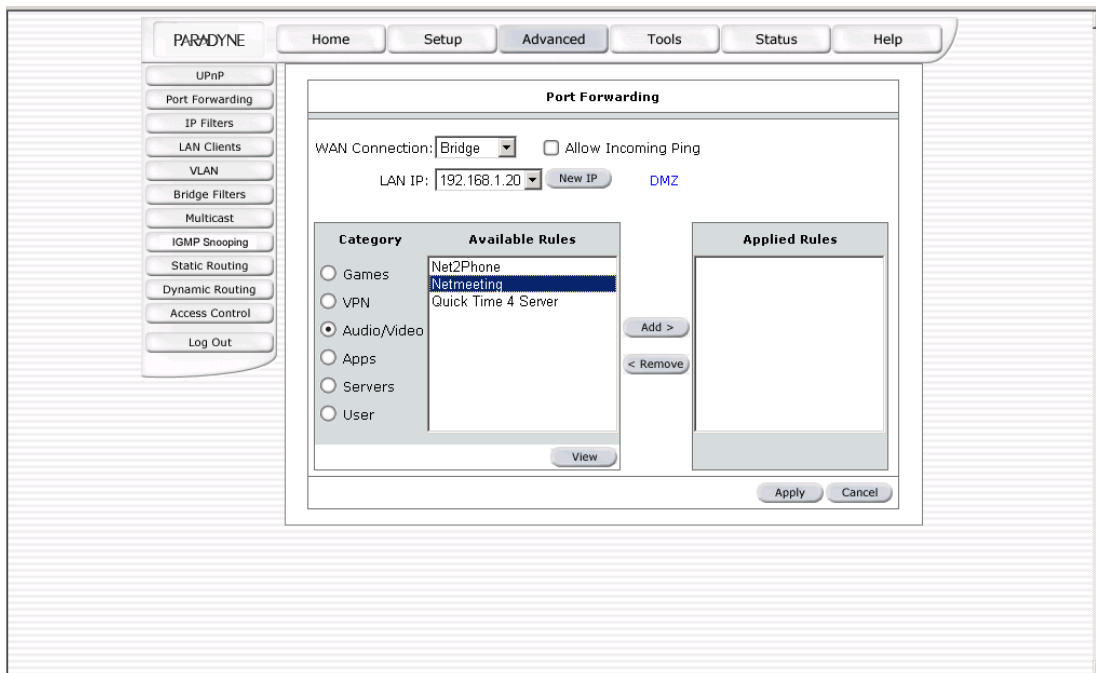 PARADYNE
Home Setup Advanced Tools Status Help
UPnP
Port Forwarding
IP Filters
LAN Clients
VLAN
Bridge Filters
Multicast
IGMP Snooping
Static Routing
Dynamic Routing
Access Control
Log Out
Port Forwarding
WAN Connection: Bridge Allow Incoming Ping
LAN IP: 192.168.1.20 New IP DMZ
Category Available Rules
Games
VPN
Audio/Video
Apps
Servers
User
Net2Phone
Netmeeting
Quick Time 4 Server
View
Add >
< Remove
Applied Rules
Apply Cancel